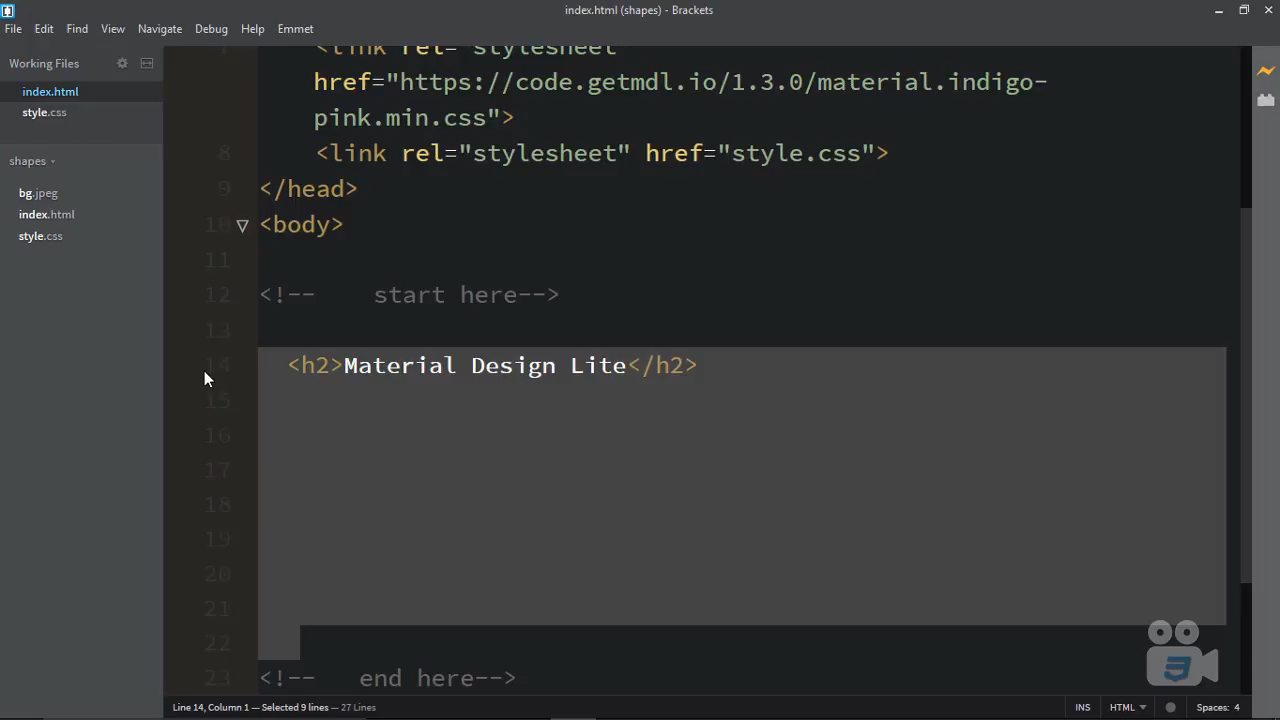 index.html (shapes) - Brackets
File Edit Find View Navigate Debug Help Emmet
Working Files
index.html
style.css
shapes
bg.jpeg
index.html
style.css
7 <link rel="stylesheet"
href="https://code.getmdl.io/1.3.0/material.indigo-
pink.min.css">
8 <link rel="stylesheet" href="style.css">
9 </head>
10 <body>
11
12 <!-- start here-->
13
14 <h2>Material Design Lite</h2>
15
16
17
18
19
20
21
22
23 <!-- end here-->
Line 14, Column 1 — Selected 9 lines — 27 Lines
INS HTML Spaces: 4